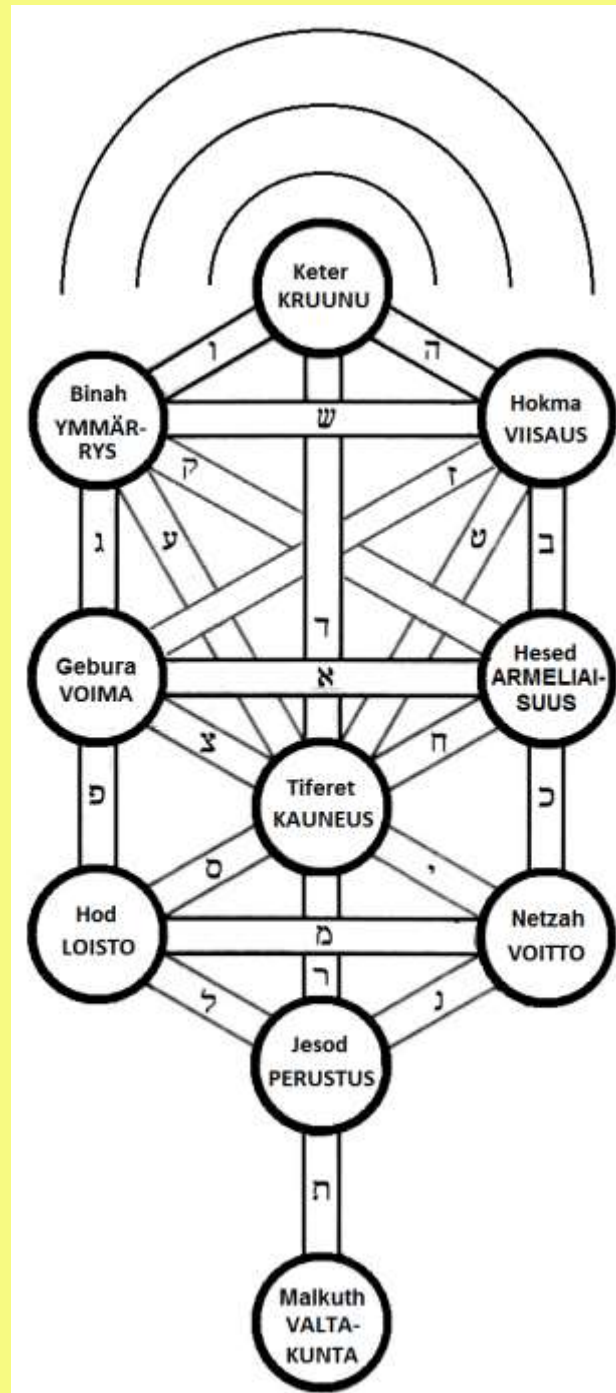 Keter
KRUUNU
ו
ה
Binah
YMMÄR-
RYS
ש
Hokma
VIISAUS
ק
ז
ג
ע
ט
ב
ד
Gebura
VOIMA
א
Hesed
ARMELIAI-
SUUS
צ
ח
Tiferet
KAUNEUS
פ
כ
ס
י
Hod
LOISTO
מ
Netzah
VOITTO
ר
ל
נ
Jesod
PERUSTUS
ת
Malkuth
VALTA-
KUNTA